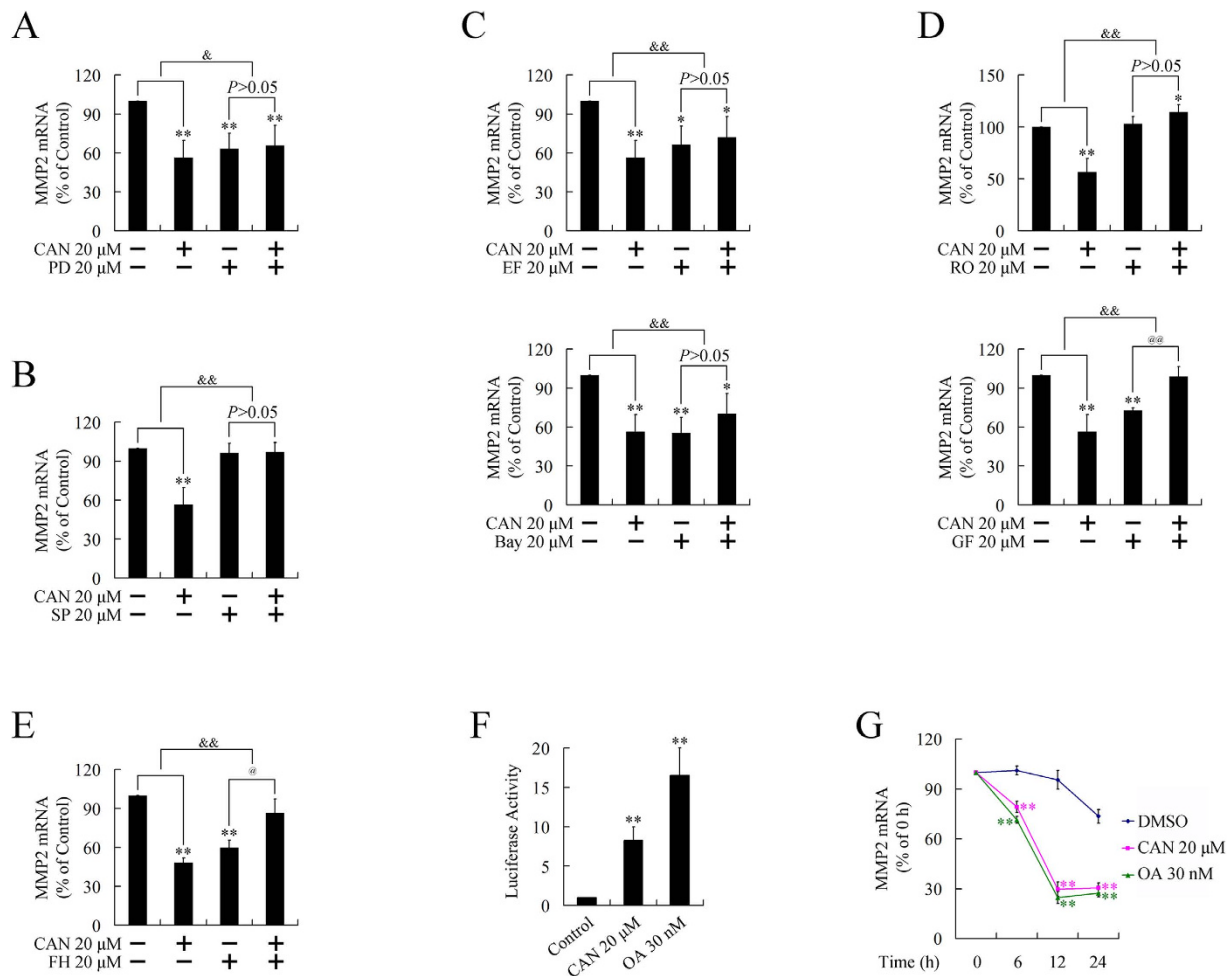 A
&
120
P>0.05
90
**
**
**
60
30
0
MMP2 mRNA
(% of Control)
CAN 20 μM − + − +
PD 20 μM − − + +
B
&&
120
P>0.05
90
**
60
30
0
MMP2 mRNA
(% of Control)
CAN 20 μM − + − +
SP 20 μM − − + +
C
&&
120
P>0.05
90
**
*
*
60
30
0
MMP2 mRNA
(% of Control)
CAN 20 μM − + − +
EF 20 μM − − + +
&&
120
P>0.05
90
**
**
*
60
30
0
MMP2 mRNA
(% of Control)
CAN 20 μM − + − +
Bay 20 μM − − + +
D
&&
150
P>0.05
*
100
**
50
0
MMP2 mRNA
(% of Control)
CAN 20 μM − + − +
RO 20 μM − − + +
&&
120
@@
90
**
**
60
30
0
MMP2 mRNA
(% of Control)
CAN 20 μM − + − +
GF 20 μM − − + +
E
&&
120
@
90
**
**
60
30
0
MMP2 mRNA
(% of Control)
CAN 20 μM − + − +
FH 20 μM − − + +
F
20
**
15
10
**
5
0
Luciferase Activity
Control
CAN 20 μM
OA 30 nM
G
120
90
**
**
60
30
**
**
**
**
0
MMP2 mRNA
(% of 0 h)
DMSO
CAN 20 μM
OA 30 nM
Time (h) 0 6 12 24